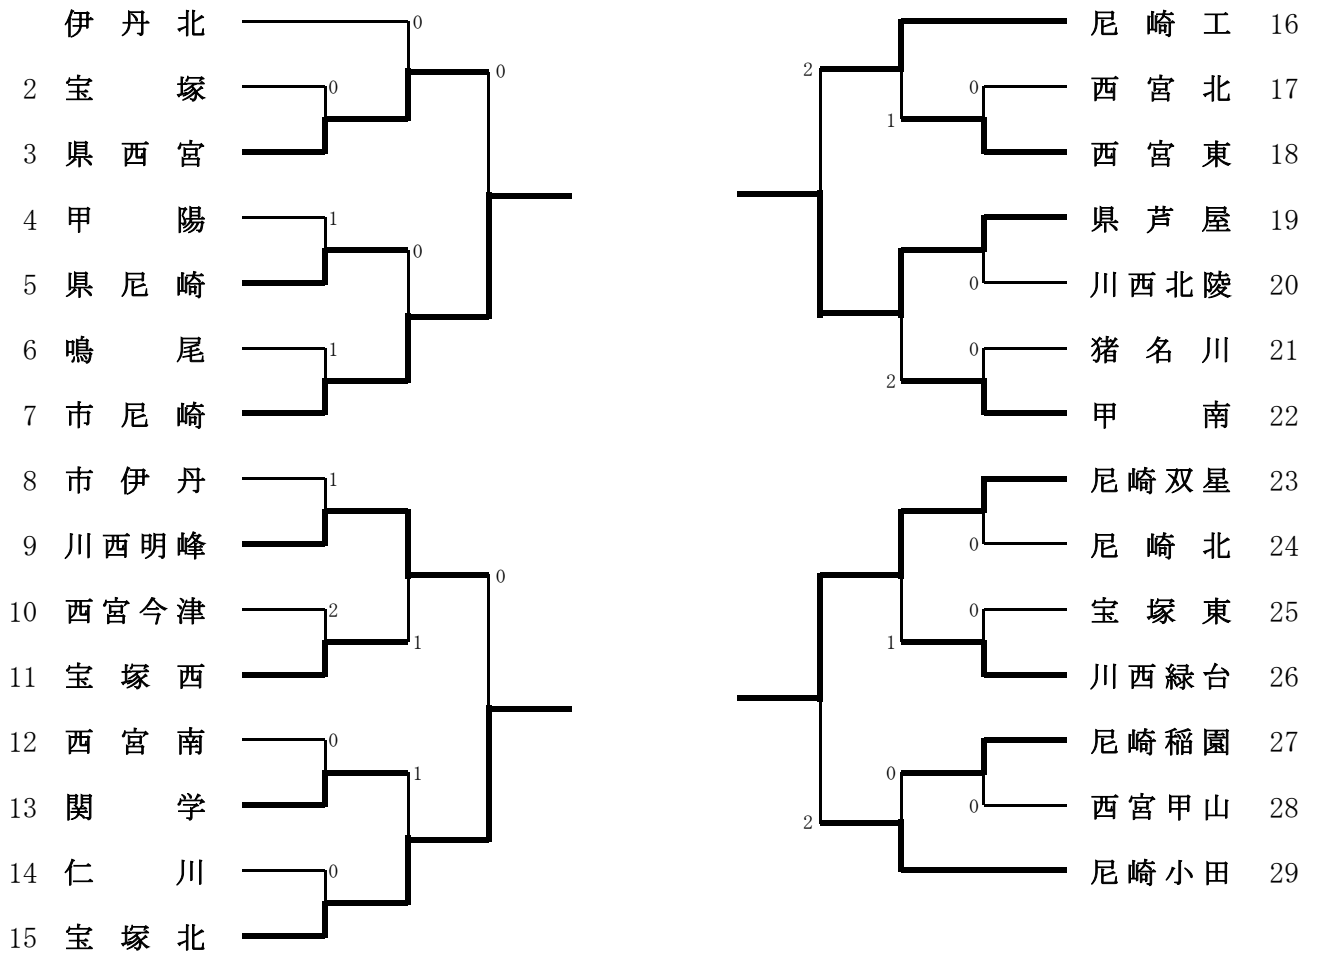 伊丹北 0
0
2 宝塚 0
3 県西宮
4 甲陽 1
0
5 県尼崎
6 鳴尾 1
7 市尼崎
8 市伊丹 1
9 川西明峰
0
10 西宮今津 2
1
11 宝塚西
12 西宮南 0
1
13 関学
14 仁川 0
15 宝塚北
尼崎工 16
2
0 西宮北 17
1
西宮東 18
県芦屋 19
0 川西北陵 20
0 猪名川 21
2
甲南 22
尼崎双星 23
0 尼崎北 24
0 宝塚東 25
1
川西緑台 26
尼崎稲園 27
0
0 西宮甲山 28
2
尼崎小田 29